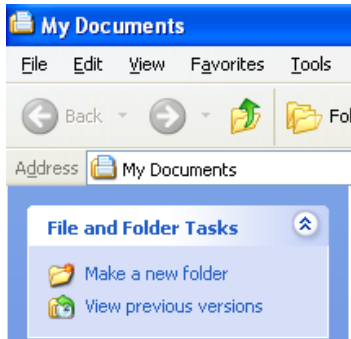 My Documents
File Edit View Favorites Tools
Back Fol
Address My Documents
File and Folder Tasks
Make a new folder
View previous versions